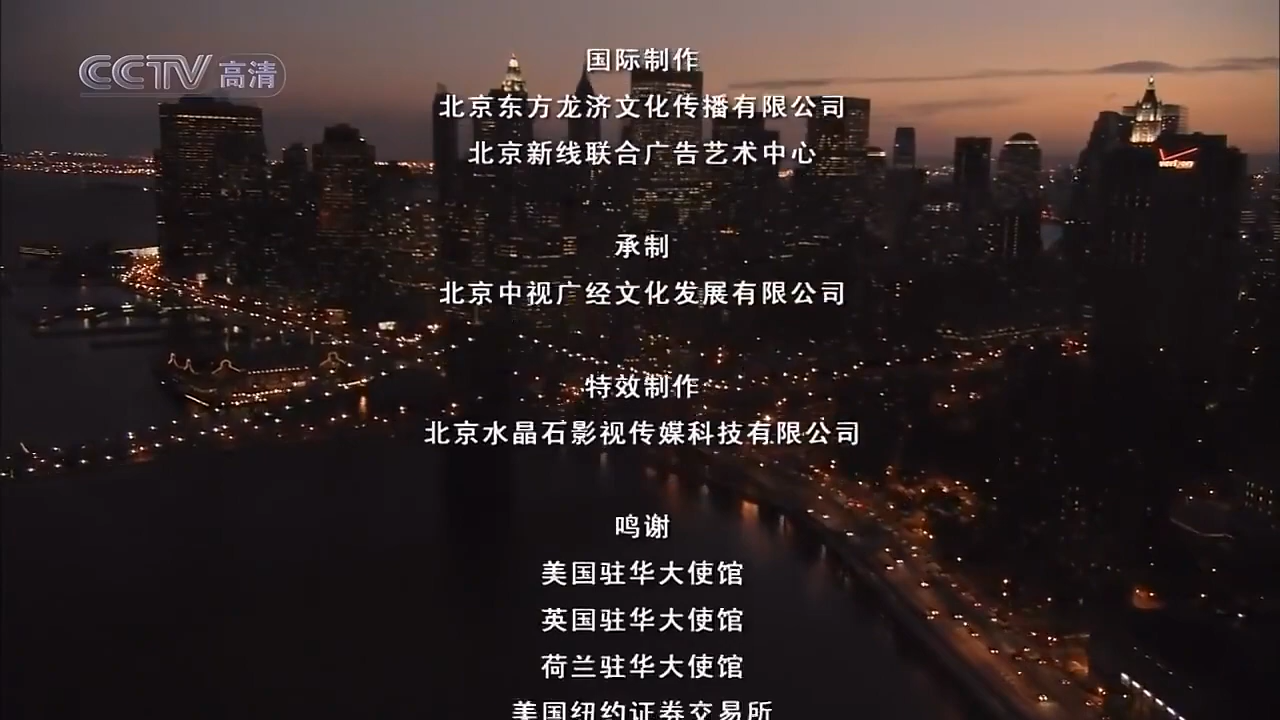 CCTV高清
国际制作
北京东方龙济文化传播有限公司
北京新线联合广告艺术中心
verizon
承制
北京中视广经文化发展有限公司
特效制作
北京水晶石影视传媒科技有限公司
鸣谢
美国驻华大使馆
英国驻华大使馆
荷兰驻华大使馆
美国纽约证券交易所